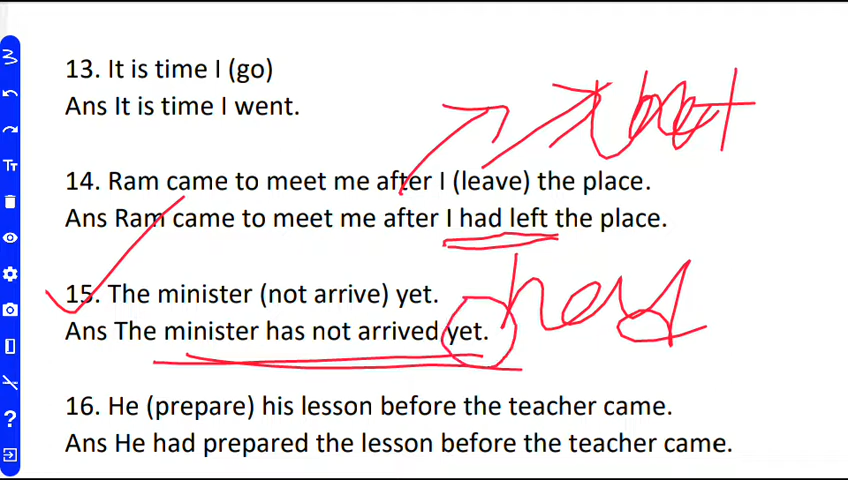 13. It is time I (go)
Ans It is time I went.
14. Ram came to meet me after I (leave) the place.
Ans Ram came to meet me after I had left the place.
15. The minister (not arrive) yet.
Ans The minister has not arrived yet.
16. He (prepare) his lesson before the teacher came.
Ans He had prepared the lesson before the teacher came.